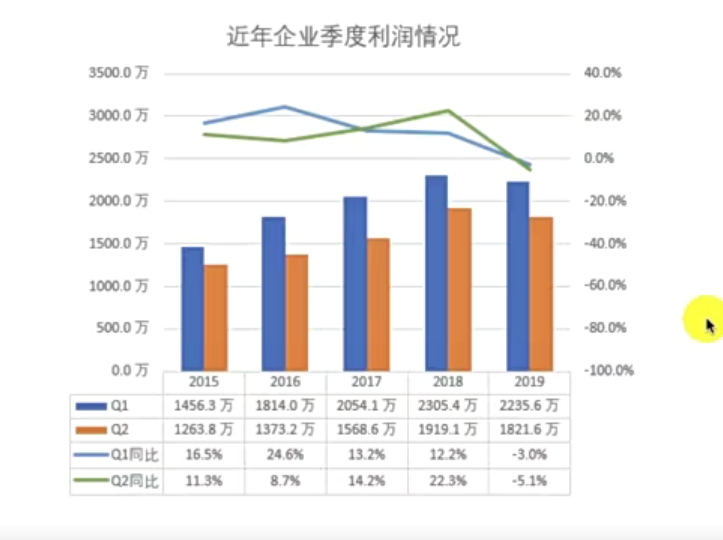 近年企业季度利润情况
3500.0 万 40.0%
3000.0 万 20.0%
2500.0 万 0.0%
2000.0 万 -20.0%
1500.0 万 -40.0%
1000.0 万 -60.0%
500.0 万 -80.0%
0.0 万 -100.0%
2015 2016 2017 2018 2019
Q1 1456.3 万 1814.0 万 2054.1 万 2305.4 万 2235.6 万
Q2 1263.8 万 1373.2 万 1568.6 万 1919.1 万 1821.6 万
Q1同比 16.5% 24.6% 13.2% 12.2% -3.0%
Q2同比 11.3% 8.7% 14.2% 22.3% -5.1%